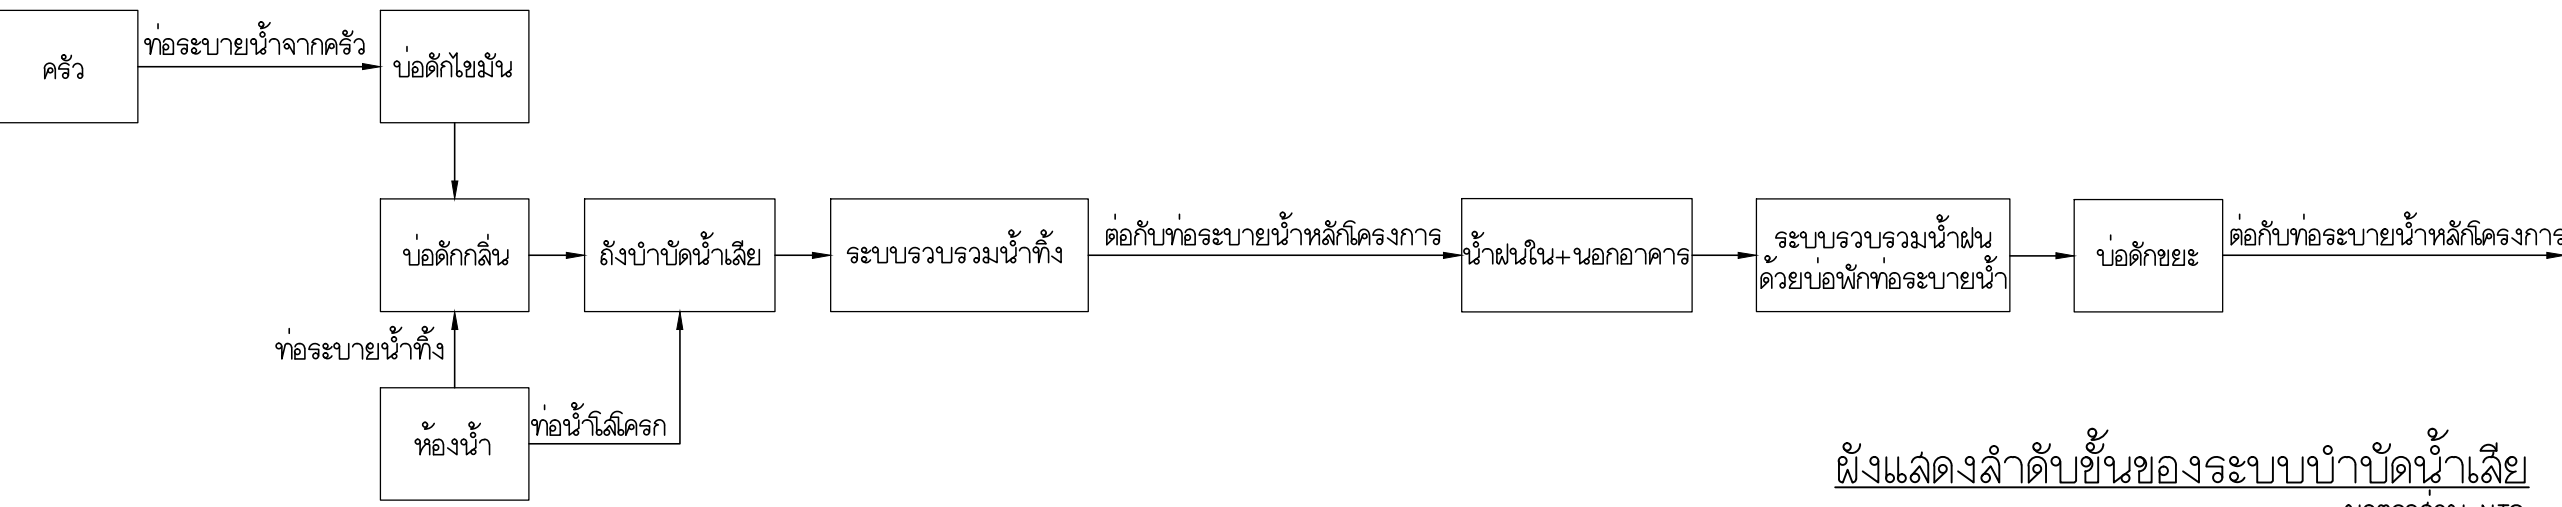 ครัว
ท่อระบายน้ำจากครัว
บ่อดักไขมัน
บ่อดักกลิ่น
ถังบำบัดน้ำเสีย
ระบบรวบรวมน้ำทิ้ง
ต่อกับท่อระบายน้ำหลักโครงการ
น้ำฝนใน+นอกอาคาร
ระบบรวบรวมน้ำฝน
ด้วยบ่อพักท่อระบายน้ำ
บ่อดักขยะ
ต่อกับท่อระบายน้ำหลักโครงการ
ท่อระบายน้ำทิ้ง
ห้องน้ำ
ท่อน้ำโสโครก
ผังแสดงลำดับขั้นของระบบบำบัดน้ำเสีย